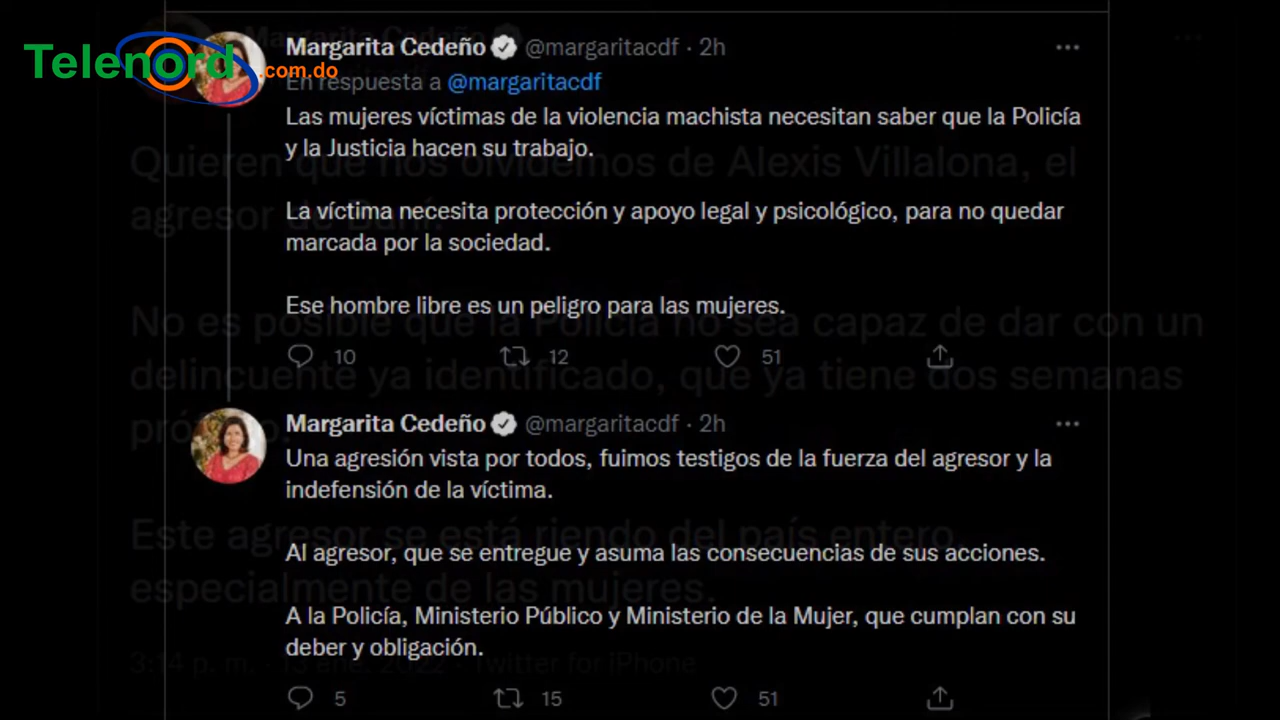 Telenord
.com.do
Margarita Cedeño @margaritacdf · 2h
En respuesta a @margaritacdf
Las mujeres víctimas de la violencia machista necesitan saber que la Policía
y la Justicia hacen su trabajo.
La víctima necesita protección y apoyo legal y psicológico, para no quedar
marcada por la sociedad.
Ese hombre libre es un peligro para las mujeres.
10 12 51
Margarita Cedeño @margaritacdf · 2h
Una agresión vista por todos, fuimos testigos de la fuerza del agresor y la
indefensión de la víctima.
Al agresor, que se entregue y asuma las consecuencias de sus acciones.
A la Policía, Ministerio Público y Ministerio de la Mujer, que cumplan con su
deber y obligación.
5 15 51
Quieren que nos olvidemos de Alexis Villalona, el
agresor de Baní.
No es posible que la Policía no sea capaz de dar con un
delincuente ya identificado, que ya tiene dos semanas
Este agresor se está riendo del país entero,
especialmente de las mujeres.
3:14 p. m. · 13 ene. 2022 · Twitter for iPhone